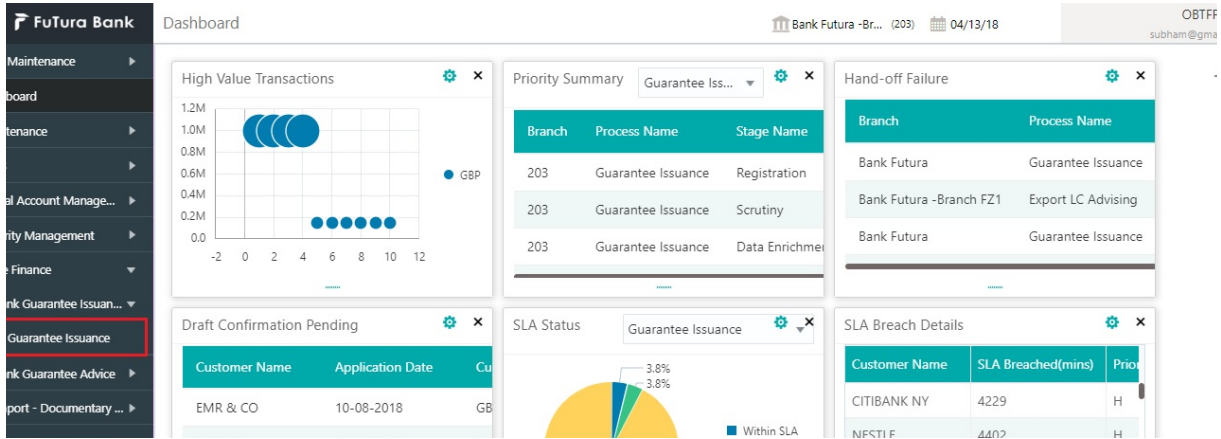 FuTura Bank
Dashboard
Bank Futura -Br... (203)
04/13/18
OBTFP
subham@gma
Maintenance
board
tenance
al Account Manage...
rity Management
e Finance
nk Guarantee Issuan...
Guarantee Issuance
nk Guarantee Advice
port - Documentary ...
High Value Transactions
1.2M
1.0M
0.8M
0.6M
0.4M
0.2M
0.0
-2 0 2 4 6 8 10 12
GBP
Priority Summary
Guarantee Iss...
Branch Process Name Stage Name
203 Guarantee Issuance Registration
203 Guarantee Issuance Scrutiny
203 Guarantee Issuance Data Enrichmen
Hand-off Failure
Branch Process Name
Bank Futura Guarantee Issuance
Bank Futura -Branch FZ1 Export LC Advising
Bank Futura Guarantee Issuance
Draft Confirmation Pending
Customer Name Application Date Cu
EMR & CO 10-08-2018 GB
SLA Status
Guarantee Issuance
3.8%
3.8%
Within SLA
SLA Breach Details
Customer Name SLA Breached(mins) Prior
CITIBANK NY 4229 H
NESTLE 4402 H